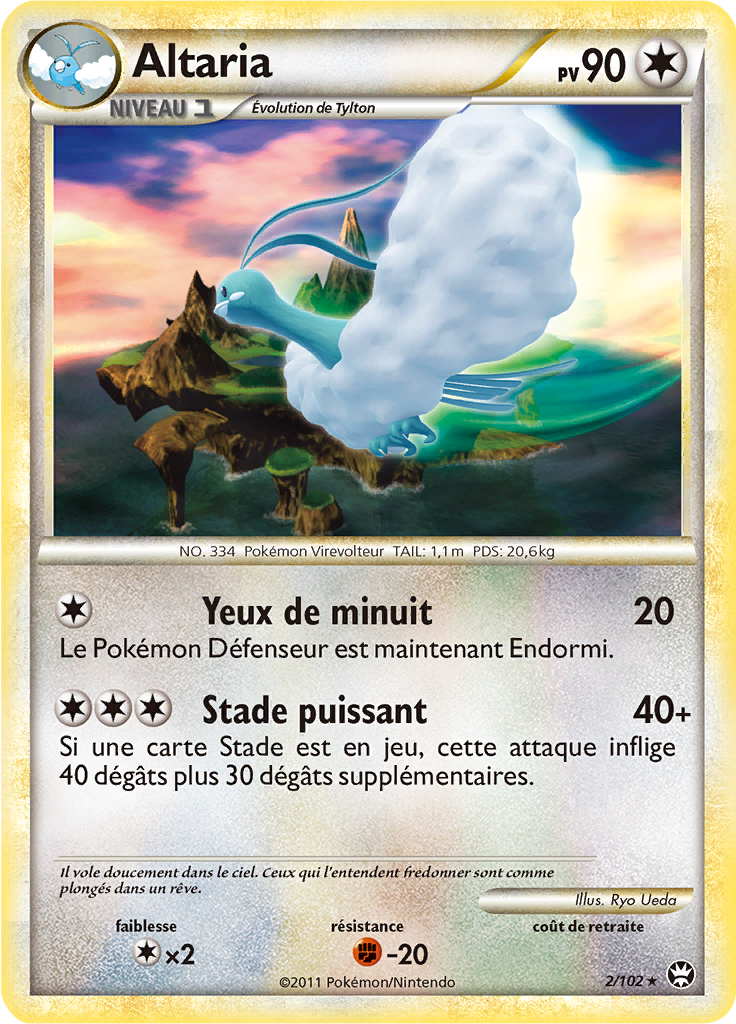 Altaria
PV 90
NIVEAU 1
Évolution de Tylton
NO. 334 Pokémon Virevolteur TAIL: 1,1 m PDS: 20,6 kg
Yeux de minuit 20
Le Pokémon Défenseur est maintenant Endormi.
Stade puissant 40+
Si une carte Stade est en jeu, cette attaque inflige
40 dégâts plus 30 dégâts supplémentaires.
Il vole doucement dans le ciel. Ceux qui l'entendent fredonner sont comme
plongés dans un rêve.
Illus. Ryo Ueda
faiblesse résistance coût de retraite
×2 -20
©2011 Pokémon/Nintendo
2/102 ★